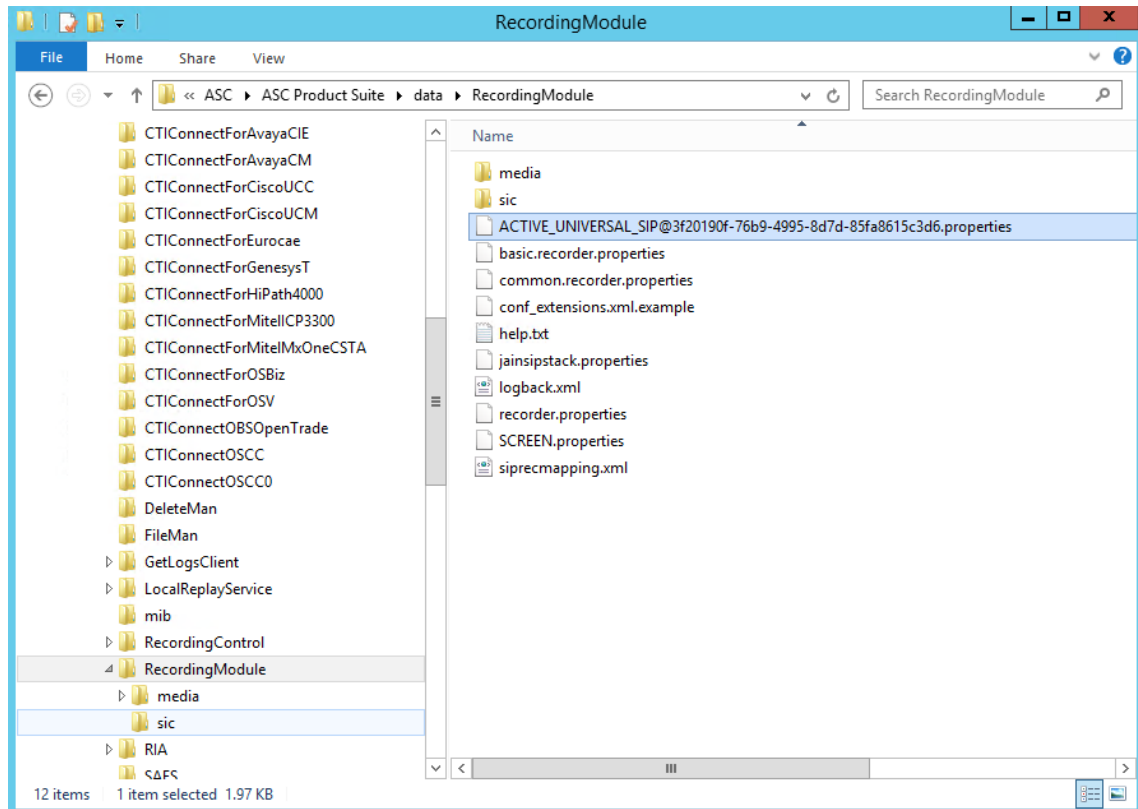 RecordingModule
File Home Share View
« ASC ▸ ASC Product Suite ▸ data ▸ RecordingModule
Search RecordingModule
CTIConnectForAvayaCIE
CTIConnectForAvayaCM
CTIConnectForCiscoUCC
CTIConnectForCiscoUCM
CTIConnectForEurocae
CTIConnectForGenesysT
CTIConnectForHiPath4000
CTIConnectForMitelICP3300
CTIConnectForMitelMxOneCSTA
CTIConnectForOSBiz
CTIConnectForOSV
CTIConnectOBSOpenTrade
CTIConnectOSCC
CTIConnectOSCC0
DeleteMan
FileMan
GetLogsClient
LocalReplayService
mib
RecordingControl
RecordingModule
media
sic
RIA
SAFS
Name
media
sic
ACTIVE_UNIVERSAL_SIP@3f20190f-76b9-4995-8d7d-85fa8615c3d6.properties
basic.recorder.properties
common.recorder.properties
conf_extensions.xml.example
help.txt
jainsipstack.properties
logback.xml
recorder.properties
SCREEN.properties
siprecmapping.xml
12 items 1 item selected 1.97 KB